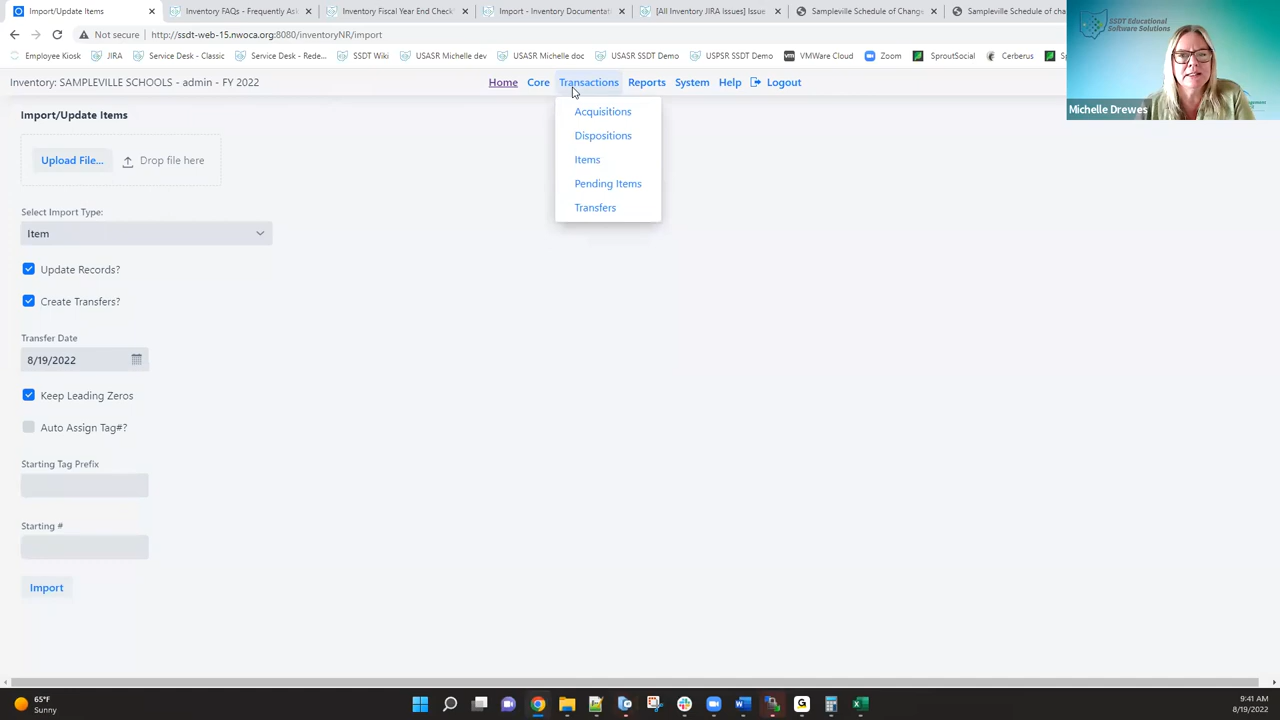 Import/Update Items
Inventory FAQs - Frequently Ask
Inventory Fiscal Year End Check
Import - Inventory Documentati
[All Inventory JIRA Issues] Issue
Sampleville Schedule of Change
Sampleville Schedule of chan
Not secure http://ssdt-web-15.nwoca.org:8080/inventoryNR/import
Employee Kiosk JIRA Service Desk - Classic Service Desk - Rede... SSDT Wiki USASR Michelle dev USASR Michelle doc USASR SSDT Demo USPSR SSDT Demo VMWare Cloud Zoom SproutSocial Cerberus
SSDT Educational
Software Solutions
Michelle Drewes
Inventory: SAMPLEVILLE SCHOOLS - admin - FY 2022
Home Core Transactions Reports System Help Logout
Import/Update Items
Acquisitions
Dispositions
Items
Pending Items
Transfers
Upload File... Drop file here
Select Import Type:
Item
Update Records?
Create Transfers?
Transfer Date
8/19/2022
Keep Leading Zeros
Auto Assign Tag#?
Starting Tag Prefix
Starting #
Import
65°F
Sunny
9:41 AM
8/19/2022